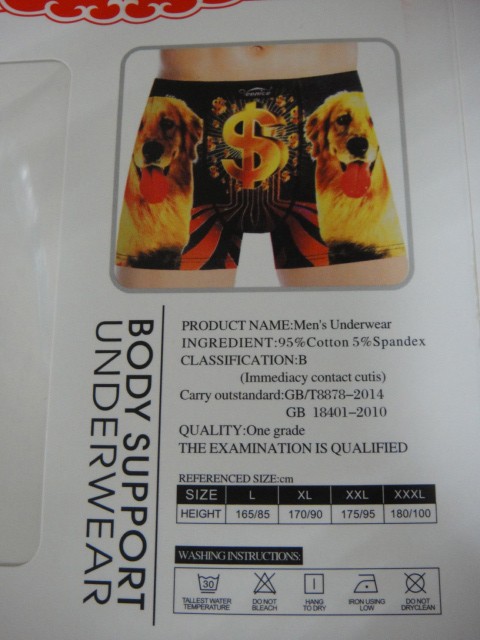 $
BODY SUPPORT
UNDERWEAR
PRODUCT NAME:Men's Underwear
INGREDIENT:95%Cotton 5%Spandex
CLASSIFICATION:B
(Immediacy contact cutis)
Carry outstandard:GB/T8878-2014
GB 18401-2010
QUALITY:One grade
THE EXAMINATION IS QUALIFIED
REFERENCED SIZE:cm
SIZE L XL XXL XXXL
HEIGHT 165/85 170/90 175/95 180/100
WASHING INSTRUCTIONS:
30
TALLEST WATER TEMPERATURE DO NOT BLEACH HANG TO DRY IRON USING LOW DO NOT DRYCLEAN